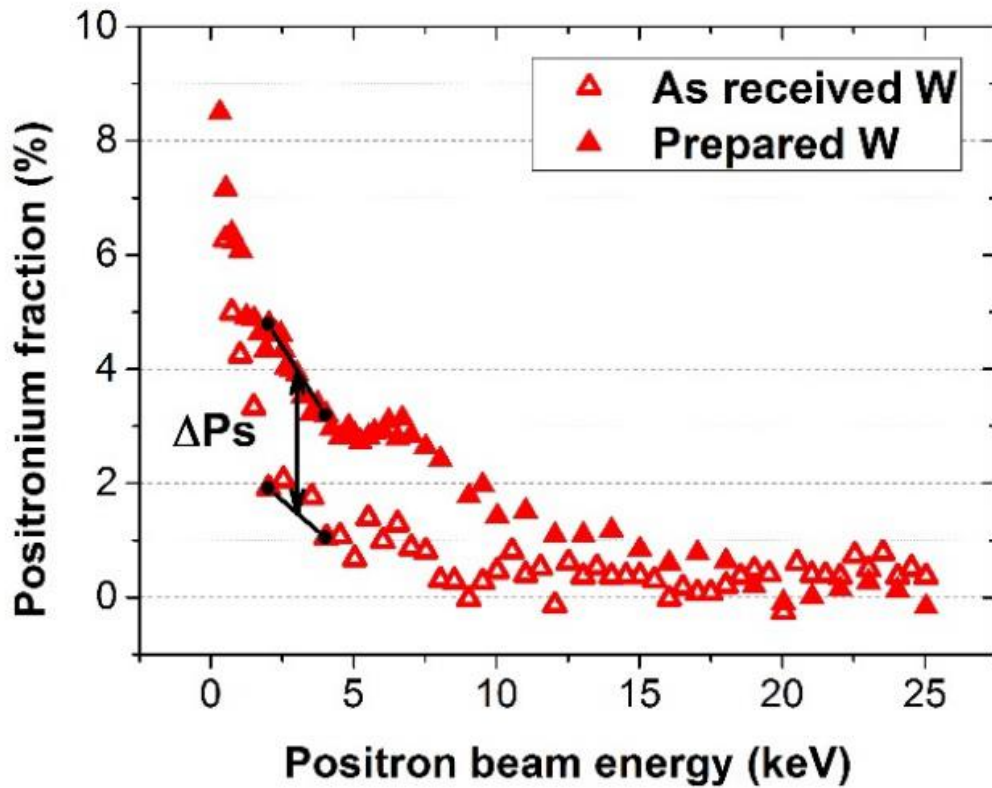 10
8
6
4
2
0
Positronium fraction (%)
As received W
Prepared W
ΔPs
0 5 10 15 20 25
Positron beam energy (keV)